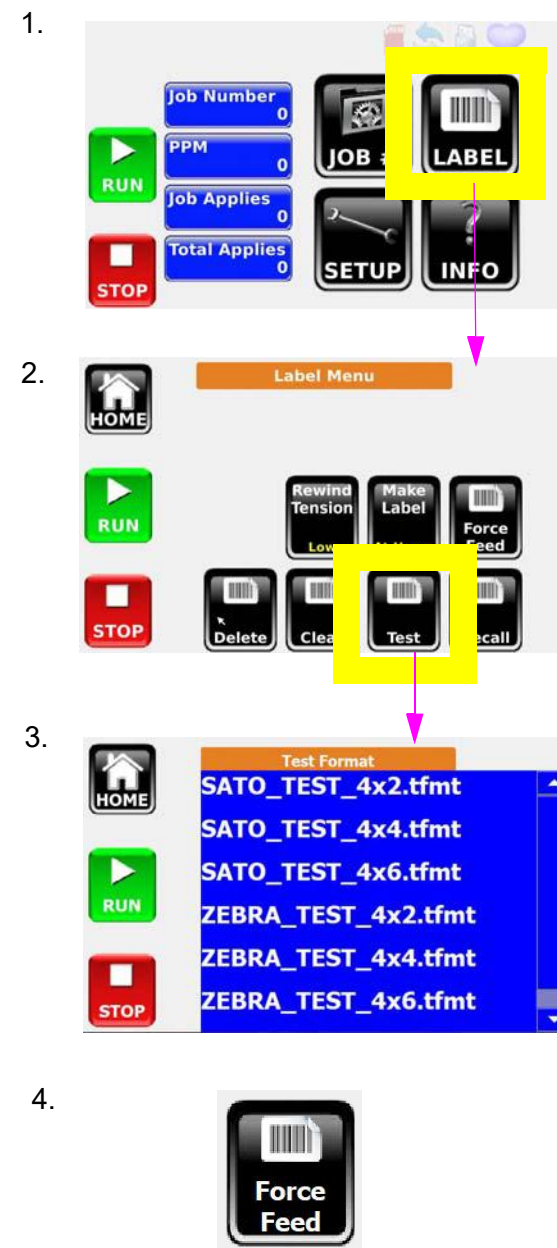 1.
Job Number
0
PPM
0
Job Applies
0
Total Applies
0
RUN
STOP
JOB
LABEL
SETUP
INFO
2.
HOME
Label Menu
RUN
Rewind
Tension
Low
Make
Label
Force
Feed
STOP
Delete
Test
3.
HOME
Test Format
SATO_TEST_4x2.tfmt
SATO_TEST_4x4.tfmt
SATO_TEST_4x6.tfmt
ZEBRA_TEST_4x2.tfmt
ZEBRA_TEST_4x4.tfmt
ZEBRA_TEST_4x6.tfmt
RUN
STOP
4.
Force
Feed